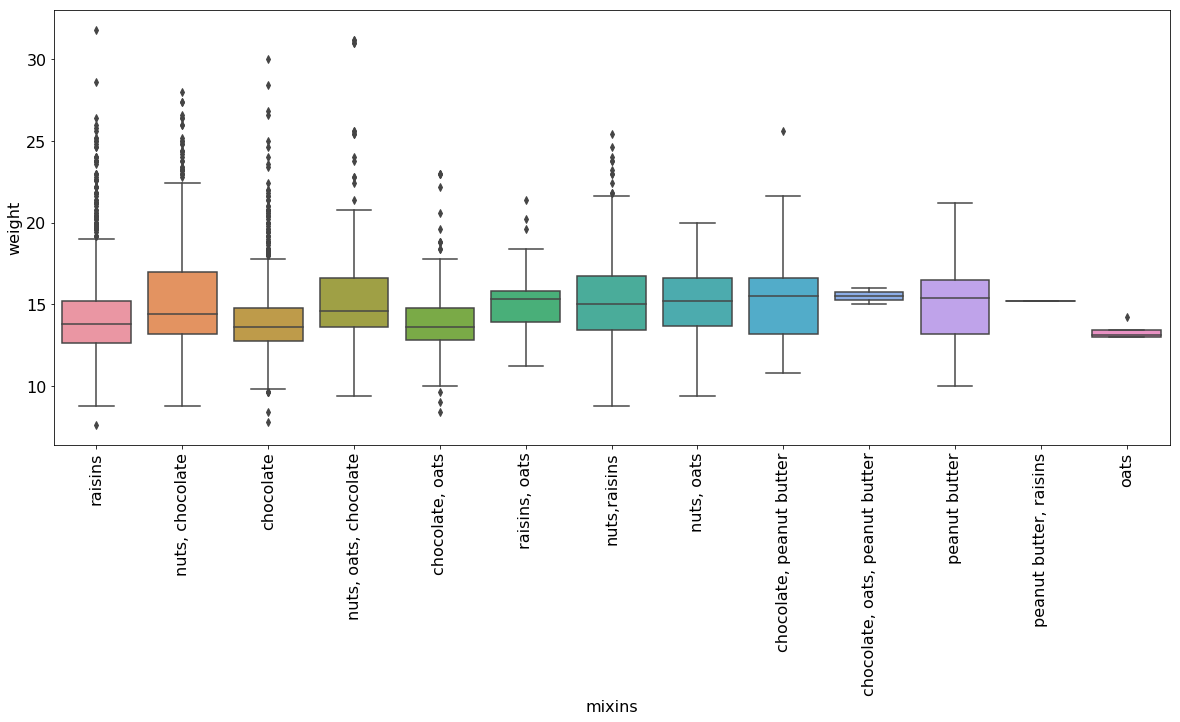 30
25
20
15
10
weight
raisins
nuts, chocolate
chocolate
nuts, oats, chocolate
chocolate, oats
raisins, oats
nuts,raisins
nuts, oats
chocolate, peanut butter
chocolate, oats, peanut butter
peanut butter
peanut butter, raisins
oats
mixins